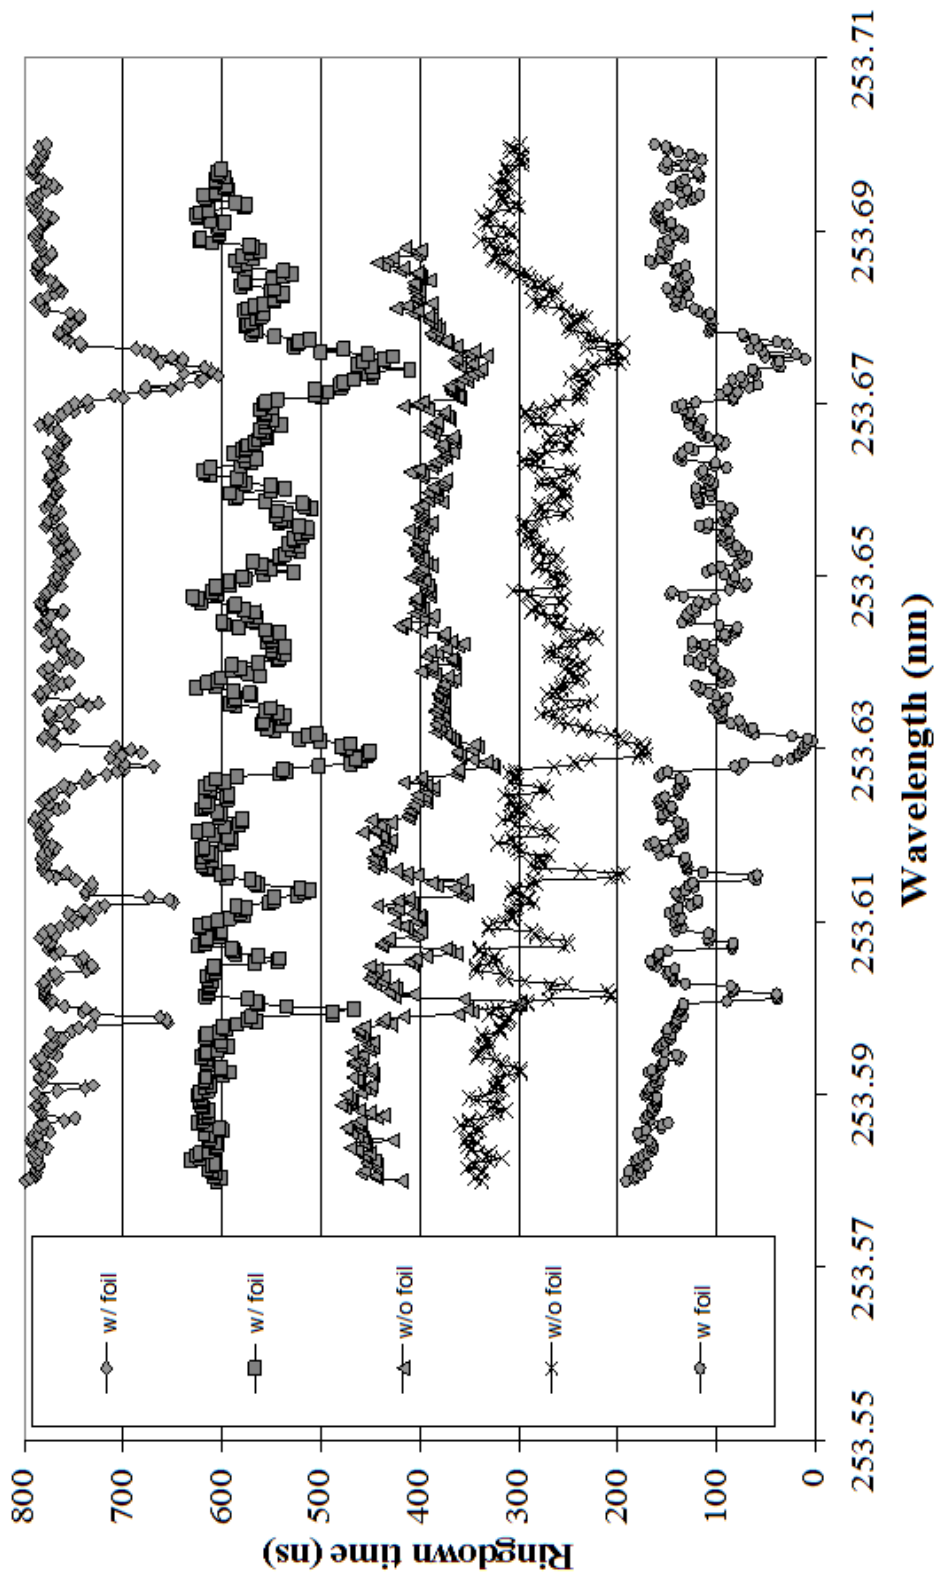 800
700
600
500
400
300
200
100
0
Ringdown time (ns)
253.55
253.57
253.59
253.61
253.63
253.65
253.67
253.69
253.71
Wavelength (nm)
w/ foil
w/ foil
w/o foil
w/o foil
w foil